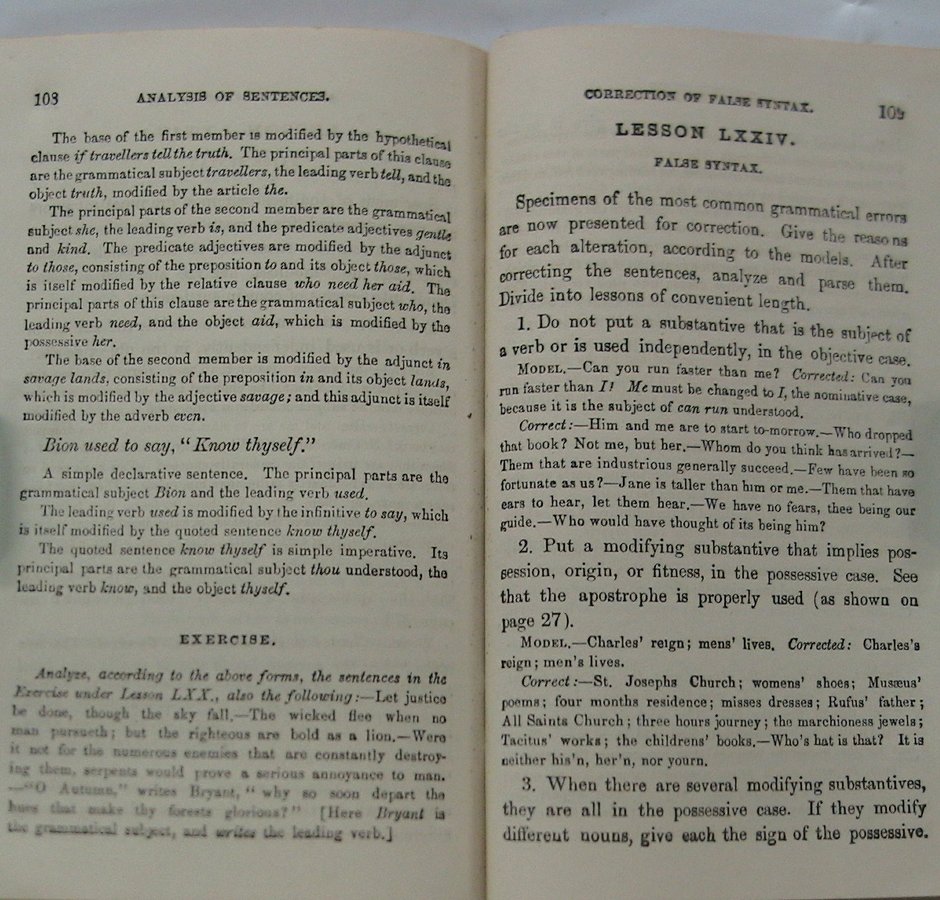 108
ANALYSIS OF SENTENCES.
The base of the first member is modified by the hypothetical
clause if travellers tell the truth. The principal parts of this clause
are the grammatical subject travellers, the leading verb tell, and the
object truth, modified by the article the.
The principal parts of the second member are the grammatical
subject she, the leading verb is, and the predicate adjectives gentle
and kind. The predicate adjectives are modified by the adjunct
to those, consisting of the preposition to and its object those, which
is itself modified by the relative clause who need her aid. The
principal parts of this clause are the grammatical subject who, the
leading verb need, and the object aid, which is modified by the
possessive her.
The base of the second member is modified by the adjunct in
savage lands, consisting of the preposition in and its object lands,
which is modified by the adjective savage; and this adjunct is itself
modified by the adverb even.
Bion used to say, "Know thyself."
A simple declarative sentence. The principal parts are the
grammatical subject Bion and the leading verb used.
The leading verb used is modified by the infinitive to say, which
is itself modified by the quoted sentence know thyself.
The quoted sentence know thyself is simple imperative. Its
principal parts are the grammatical subject thou understood, the
leading verb know, and the object thyself.
EXERCISE.
Analyze, according to the above forms, the sentences in the
Exercise under Lesson LXX., also the following:—Let justice
be done, though the sky fall.—The wicked flee when no
man pursueth; but the righteous are bold as a lion.—Were
it not for the numerous enemies that are constantly destroy-
ing them, serpents would prove a serious annoyance to man.
—"O Autumn," writes Bryant, "why so soon depart the
hues that make thy forests glorious?" [Here Bryant is
the grammatical subject, and writes the leading verb.]
CORRECTION OF FALSE SYNTAX.
109
LESSON LXXIV.
FALSE SYNTAX.
Specimens of the most common grammatical errors
are now presented for correction. Give the reasons
for each alteration, according to the models. After
correcting the sentences, analyze and parse them.
Divide into lessons of convenient length.
1. Do not put a substantive that is the subject of
a verb or is used independently, in the objective case.
MODEL.—Can you run faster than me? Corrected: Can you
run faster than I? Me must be changed to I, the nominative case,
because it is the subject of can run understood.
Correct:—Him and me are to start to-morrow.—Who dropped
that book? Not me, but her.—Whom do you think has arrived?—
Them that are industrious generally succeed.—Few have been so
fortunate as us?—Jane is taller than him or me.—Them that have
ears to hear, let them hear.—We have no fears, thee being our
guide.—Who would have thought of its being him?
2. Put a modifying substantive that implies pos-
session, origin, or fitness, in the possessive case. See
that the apostrophe is properly used (as shown on
page 27).
MODEL.—Charles' reign; mens' lives. Corrected: Charles's
reign; men's lives.
Correct:—St. Josephs Church; womens' shoes; Musæus'
poems; four months residence; misses dresses; Rufus' father;
All Saints Church; three hours journey; the marchioness jewels;
Tacitus' works; the childrens' books.—Who's hat is that? It is
neither his'n, her'n, nor yourn.
3. When there are several modifying substantives,
they are all in the possessive case. If they modify
different nouns, give each the sign of the possessive.